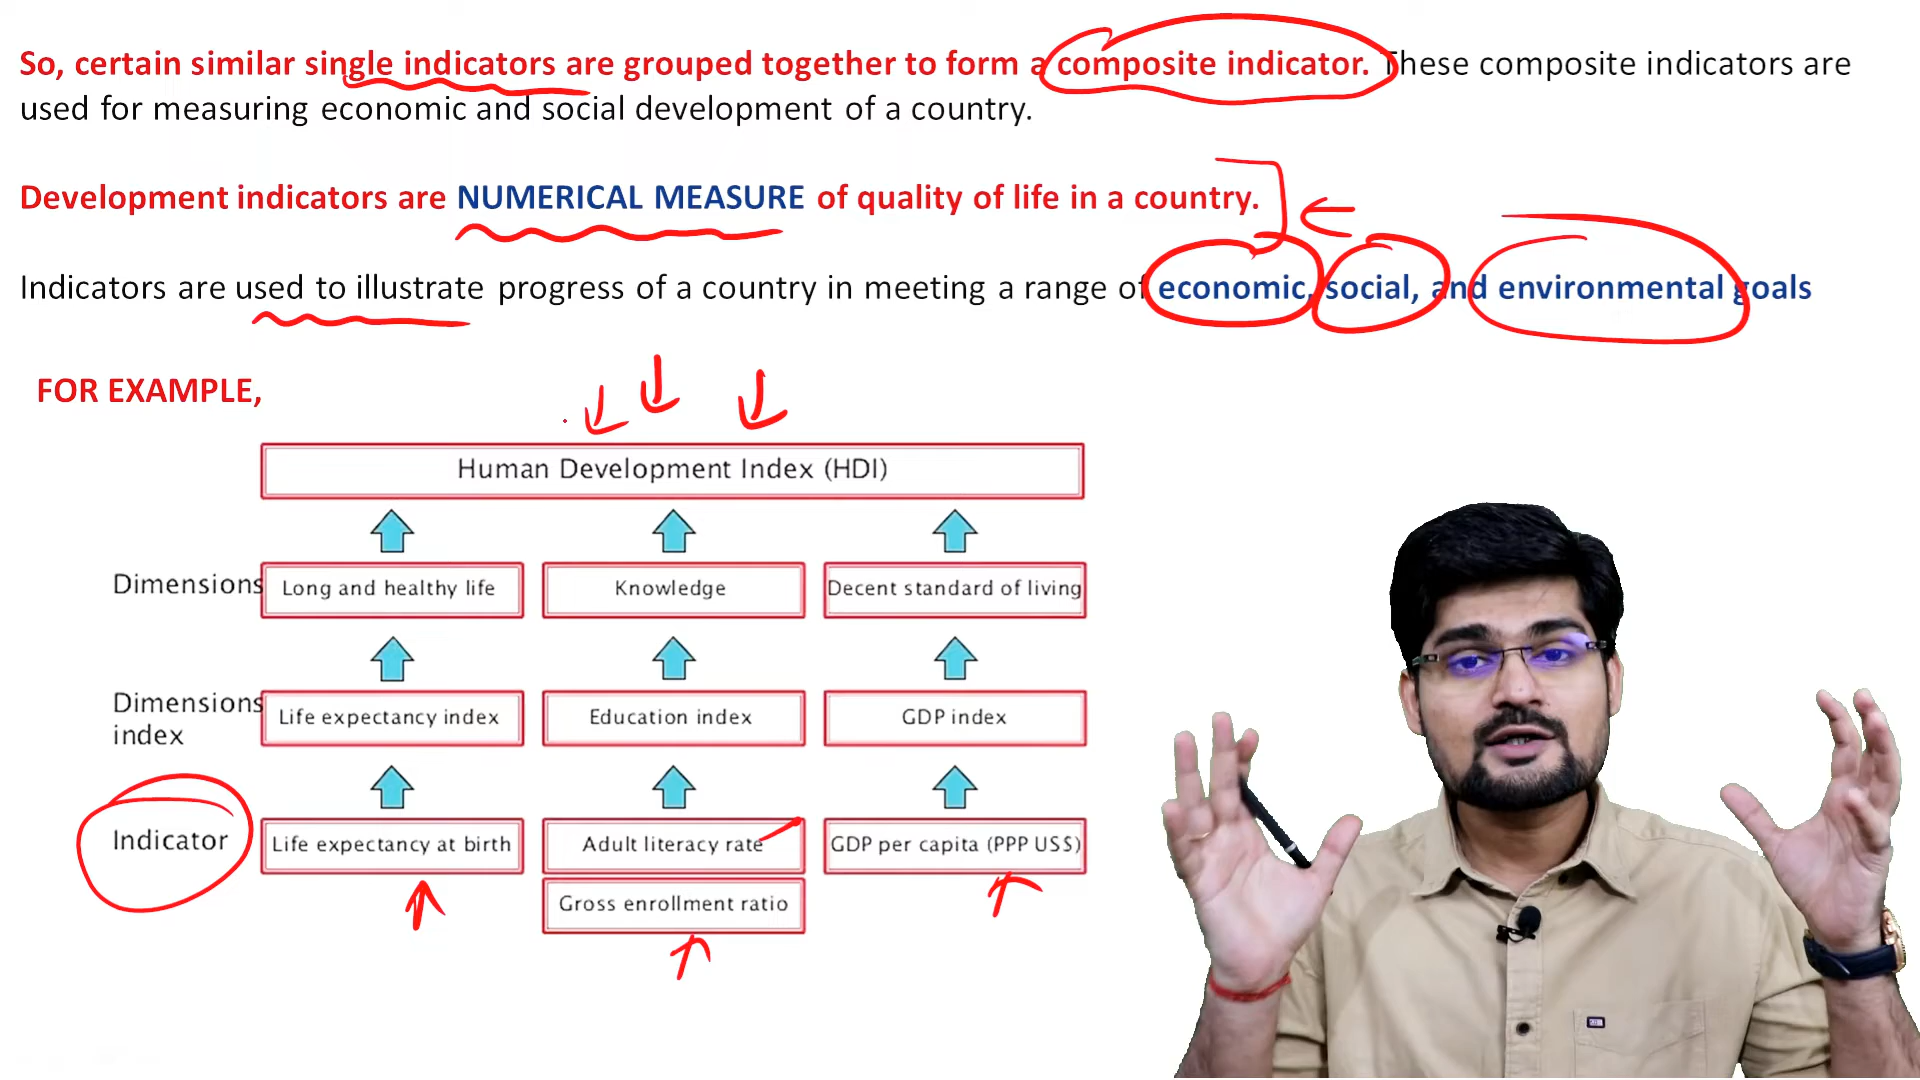 So, certain similar single indicators are grouped together to form a composite indicator. These composite indicators are
used for measuring economic and social development of a country.
Development indicators are NUMERICAL MEASURE of quality of life in a country.
Indicators are used to illustrate progress of a country in meeting a range of economic, social, and environmental goals
FOR EXAMPLE,
Human Development Index (HDI)
Dimensions Long and healthy life Knowledge Decent standard of living
Dimensions
index Life expectancy index Education index GDP index
Indicator Life expectancy at birth Adult literacy rate GDP per capita (PPP US$)
Gross enrollment ratio